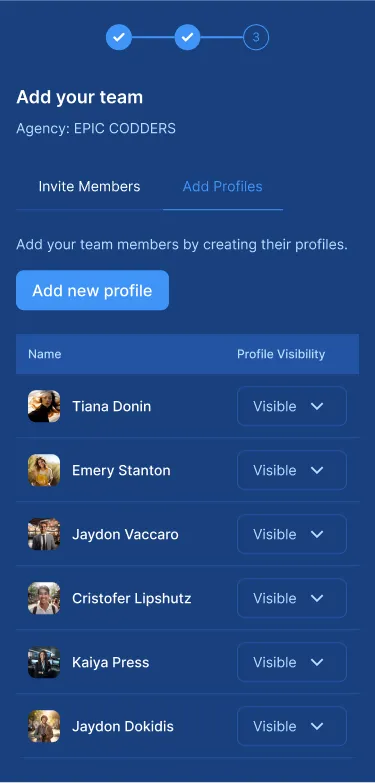 3
Add your team
Agency: EPIC CODDERS
Invite Members Add Profiles
Add your team members by creating their profiles.
Add new profile
Name Profile Visibility
Tiana Donin Visible
Emery Stanton Visible
Jaydon Vaccaro Visible
Cristofer Lipshutz Visible
Kaiya Press Visible
Jaydon Dokidis Visible